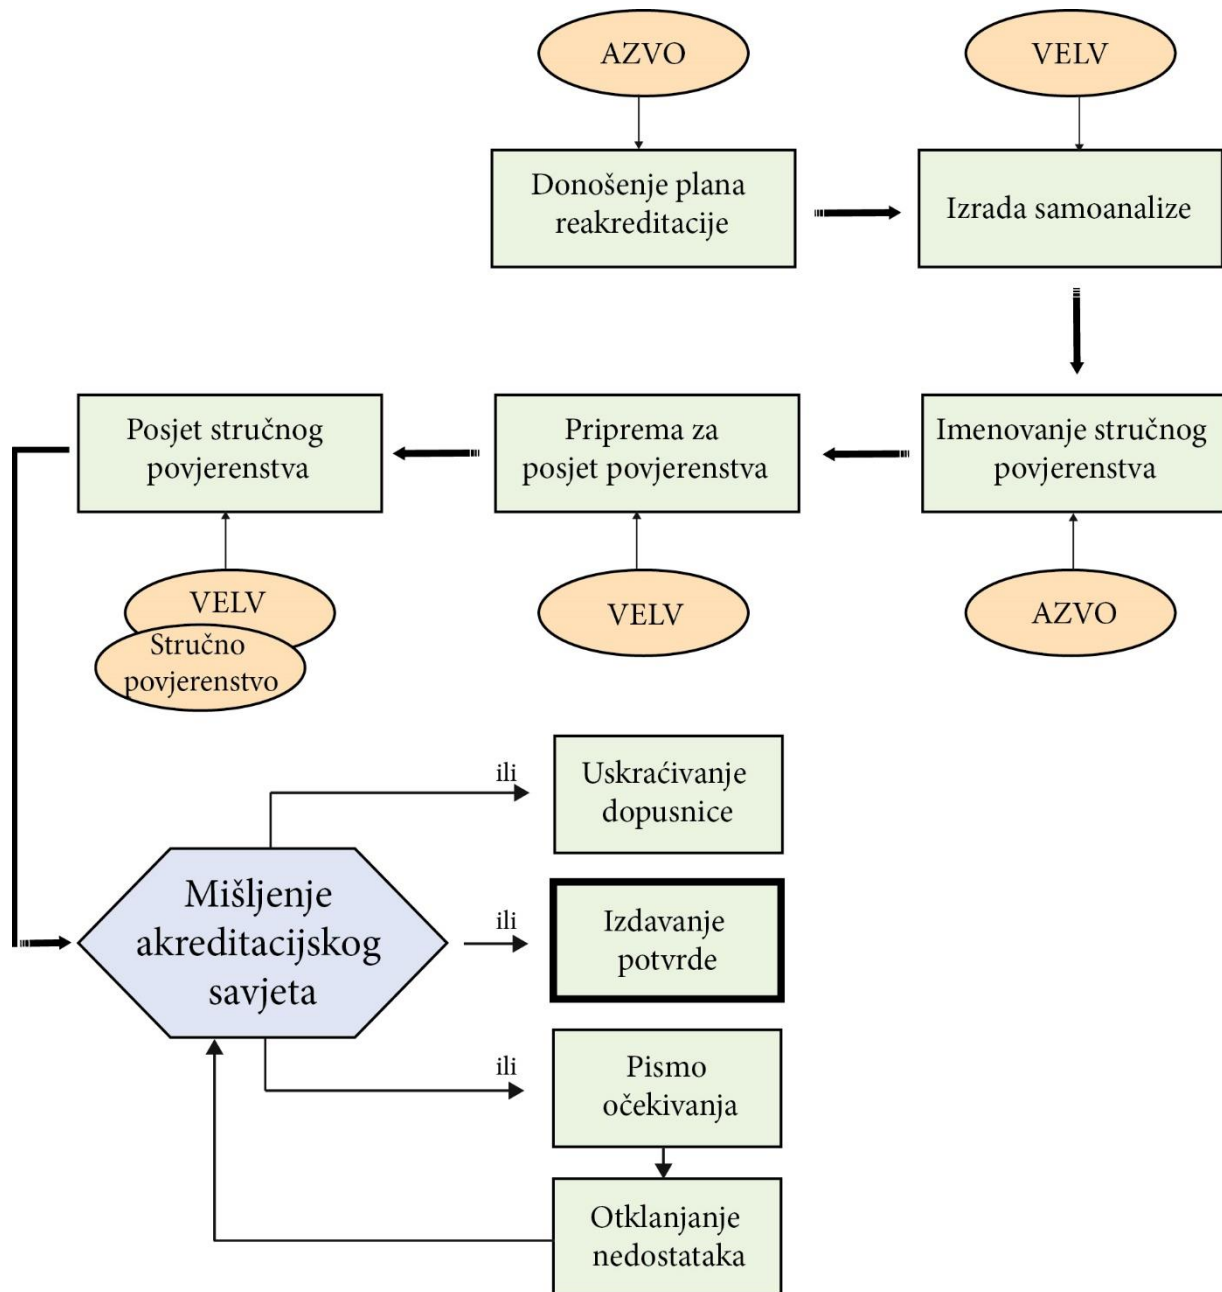 AZVO
VELV
Donošenje plana
reakreditacije
Izrada samoanalize
Posjet stručnog
povjerenstva
Priprema za
posjet povjerenstva
Imenovanje stručnog
povjerenstva
VELV
Stručno
povjerenstvo
VELV
AZVO
ili
Uskraćivanje
dopusnice
Mišljenje
akreditacijskog
savjeta
ili
Izdavanje
potvrde
ili
Pismo
očekivanja
Otklanjanje
nedostataka